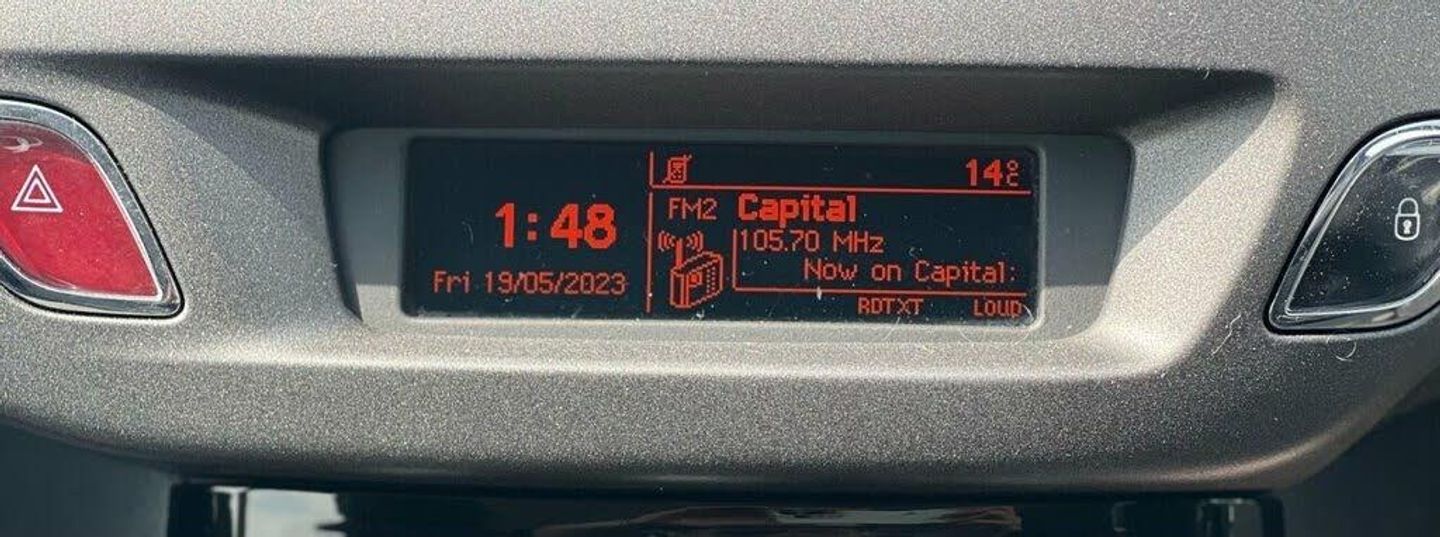 1:48
Fri 19/05/2023
14°C
FM2 Capital
105.70 MHz
Now on Capital:
RDTXT LOUD